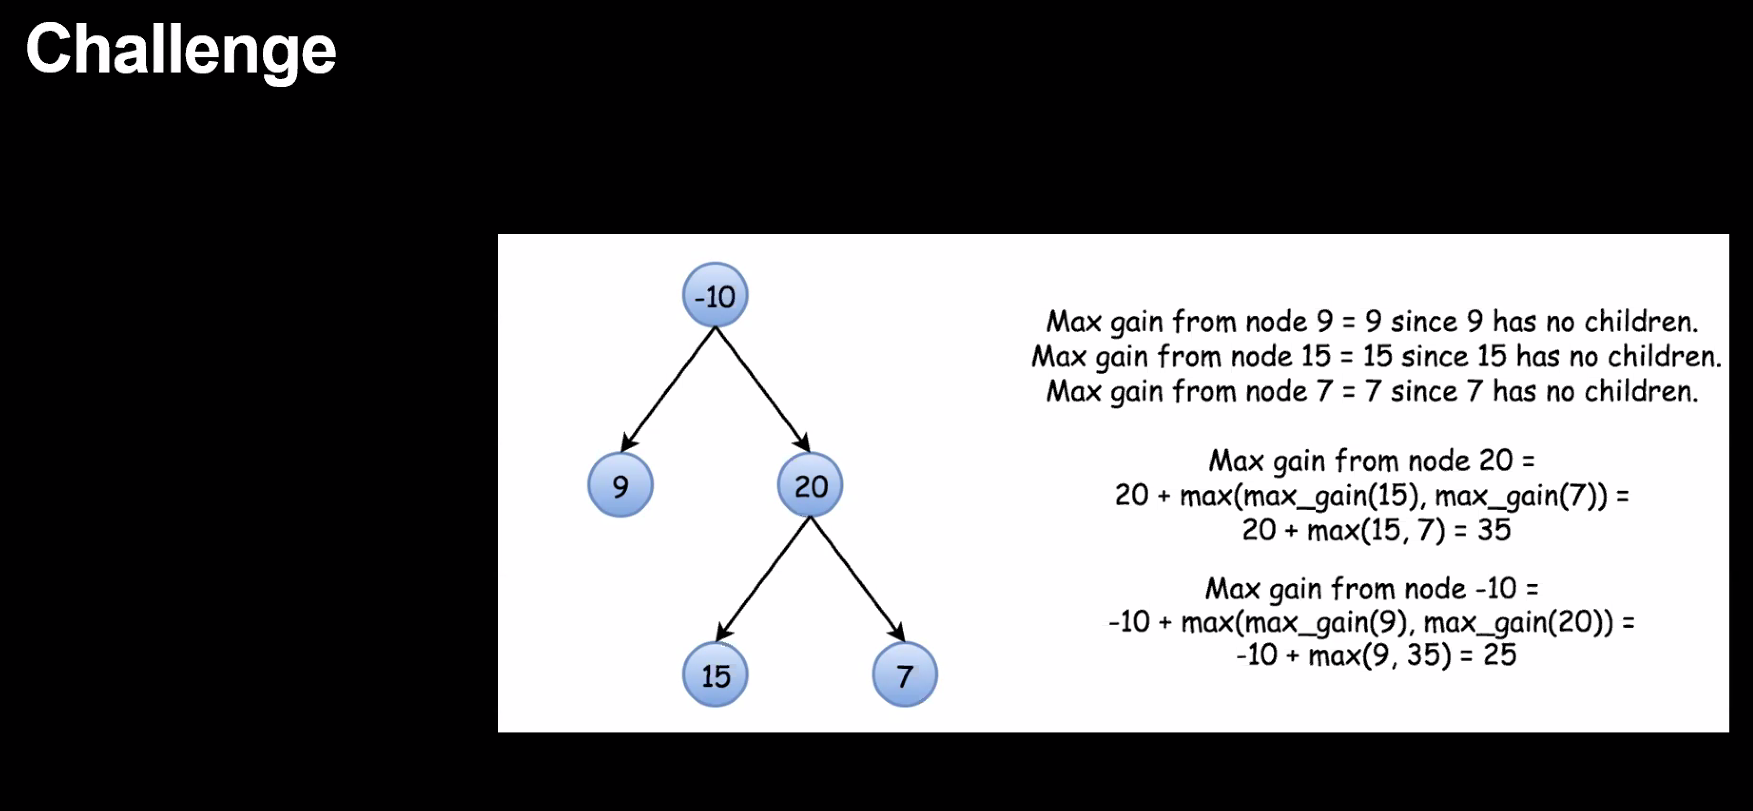 Challenge
-10
9
20
15
7
Max gain from node 9 = 9 since 9 has no children.
Max gain from node 15 = 15 since 15 has no children.
Max gain from node 7 = 7 since 7 has no children.
Max gain from node 20 =
20 + max(max_gain(15), max_gain(7)) =
20 + max(15, 7) = 35
Max gain from node -10 =
-10 + max(max_gain(9), max_gain(20)) =
-10 + max(9, 35) = 25